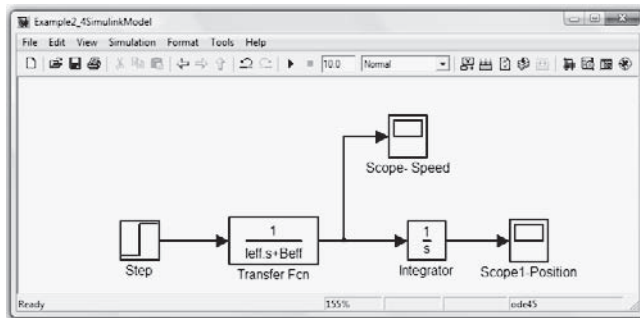 Example2_4SimulinkModel
File Edit View Simulation Format Tools Help
10.0 Normal
Scope- Speed
1
Ieff.s+Beff
1
s
Step
Transfer Fcn
Integrator
Scope1-Position
Ready 155% ode45